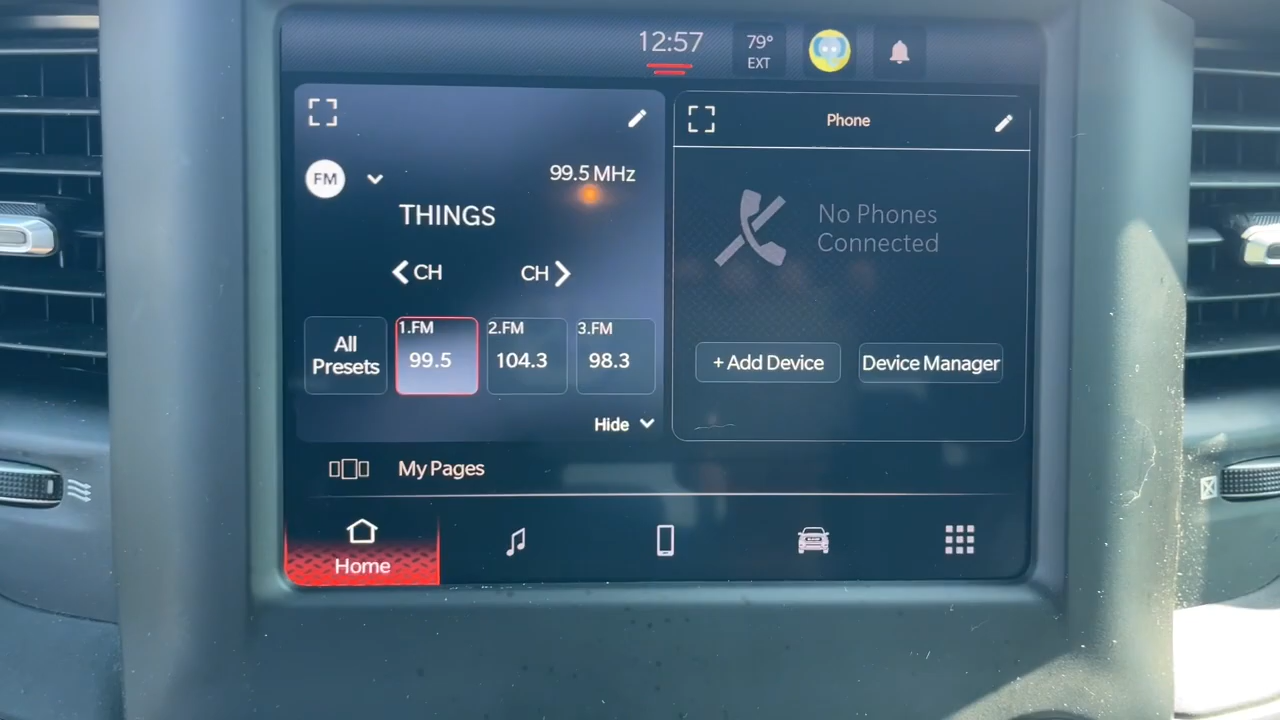 12:57
79°
EXT
Phone
FM
99.5 MHz
THINGS
CH
CH
No Phones
Connected
All
Presets
1.FM
99.5
2.FM
104.3
3.FM
98.3
+ Add Device
Device Manager
Hide
My Pages
Home